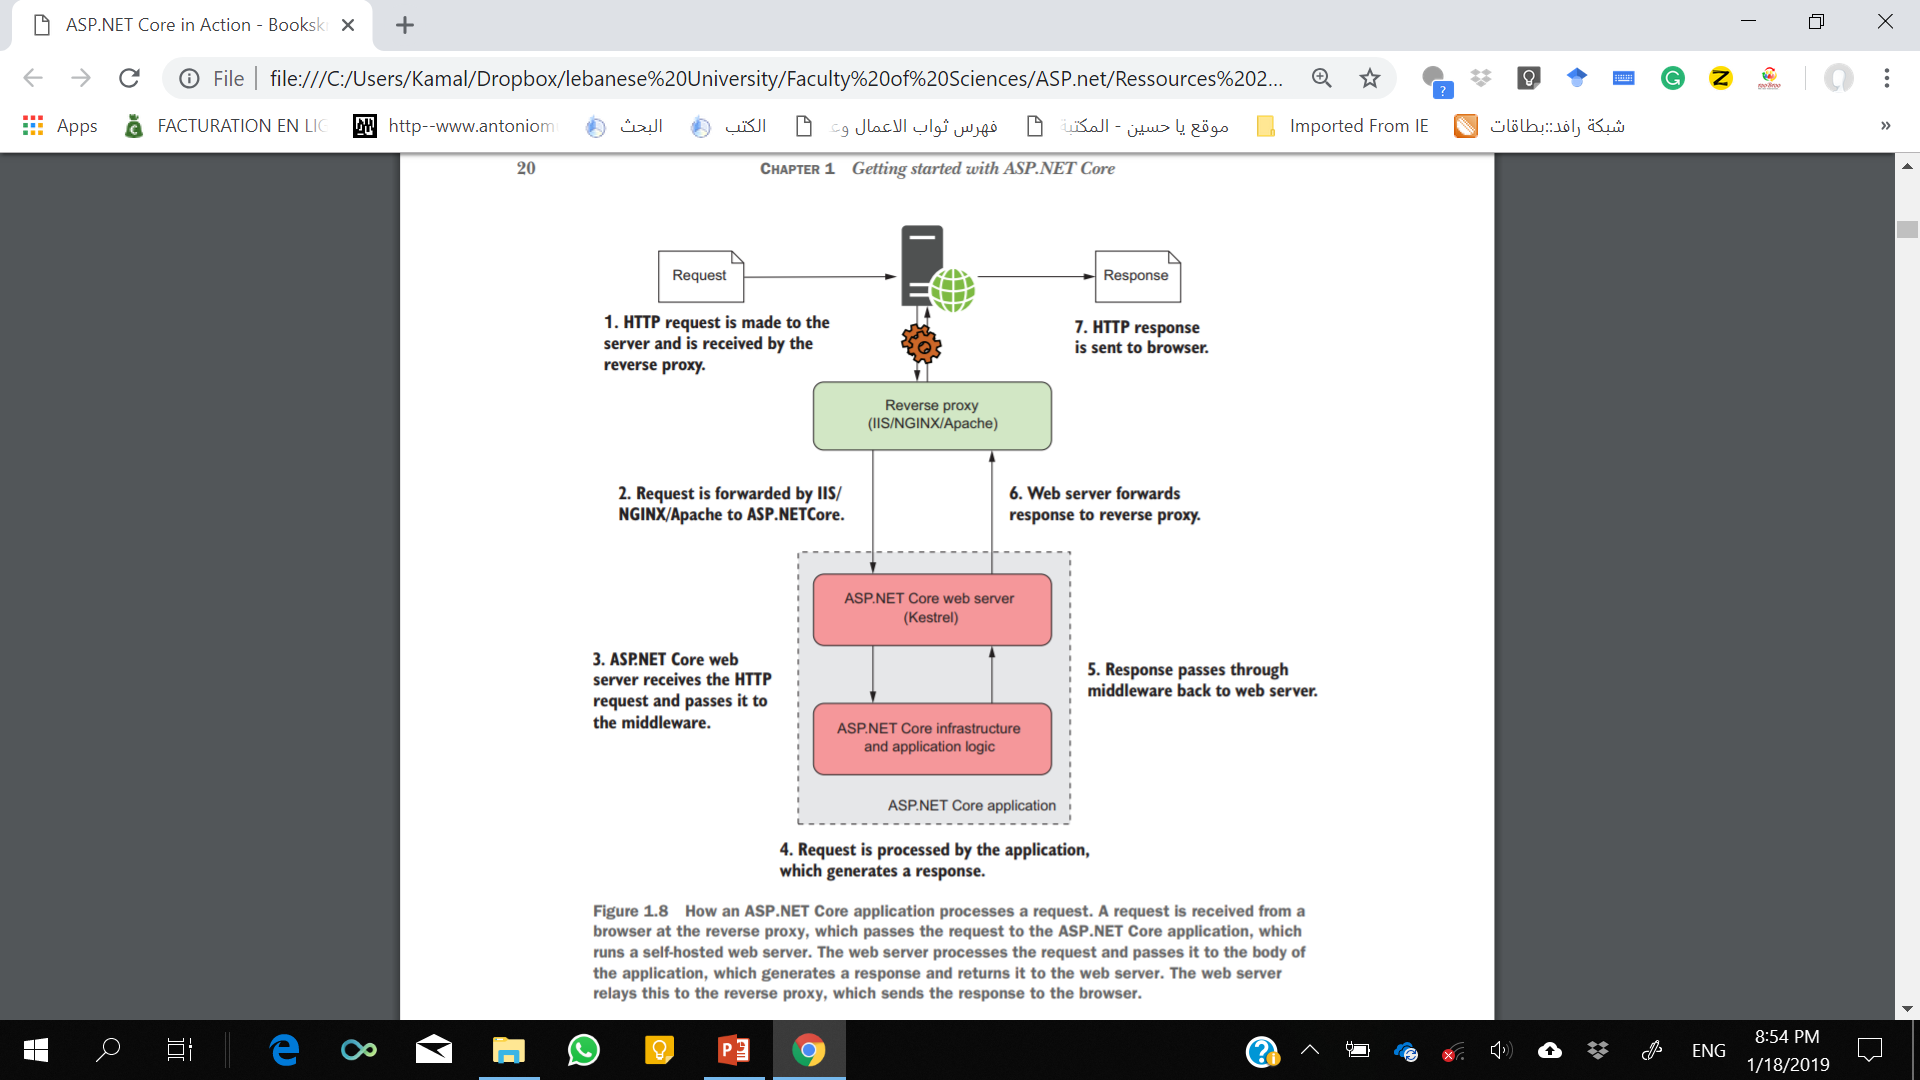 ASP.NET Core in Action - Booksk
File
file:///C:/Users/Kamal/Dropbox/lebanese%20University/Faculty%20of%20Sciences/ASP.net/Ressources%202...
Apps
FACTURATION EN LIG
http--www.antoniom
البحث
الكتب
فهرس ثواب الاعمال وع
موقع يا حسين - المكتبة
Imported From IE
شبكة رافد::بطاقات
»
20
CHAPTER 1 Getting started with ASP.NET Core
Request
Response
1. HTTP request is made to the
server and is received by the
reverse proxy.
7. HTTP response
is sent to browser.
Reverse proxy
(IIS/NGINX/Apache)
2. Request is forwarded by IIS/
NGINX/Apache to ASP.NETCore.
6. Web server forwards
response to reverse proxy.
ASP.NET Core web server
(Kestrel)
3. ASP.NET Core web
server receives the HTTP
request and passes it to
the middleware.
5. Response passes through
middleware back to web server.
ASP.NET Core infrastructure
and application logic
ASP.NET Core application
4. Request is processed by the application,
which generates a response.
Figure 1.8 How an ASP.NET Core application processes a request. A request is received from a
browser at the reverse proxy, which passes the request to the ASP.NET Core application, which
runs a self-hosted web server. The web server processes the request and passes it to the body of
the application, which generates a response and returns it to the web server. The web server
relays this to the reverse proxy, which sends the response to the browser.
ENG
8:54 PM
1/18/2019